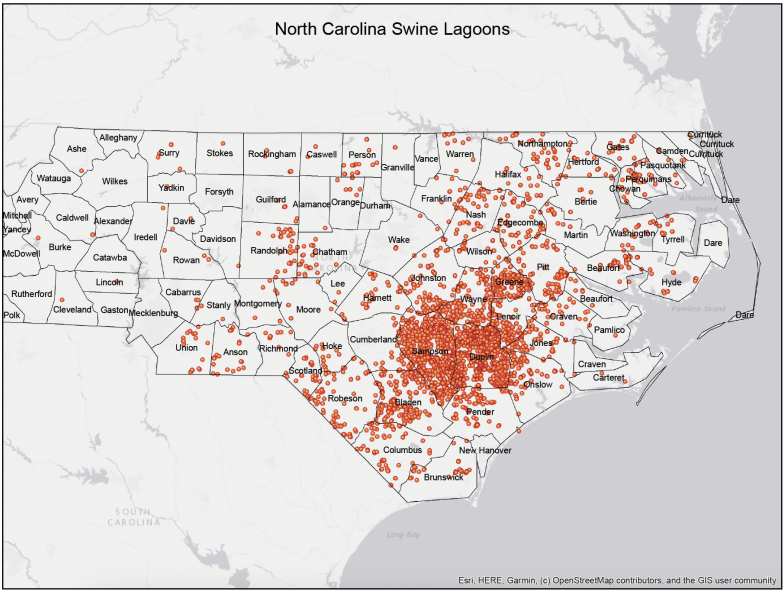 North Carolina Swine Lagoons
Alleghany
Ashe
Surry
Stokes
Rockingham
Caswell
Person
Granville
Vance
Warren
Northampton
Gates
Currituck
Camden
Currituck
Currituck
Hertford
Pasquotank
Perquimans
Chowan
Halifax
Watauga
Wilkes
Yadkin
Forsyth
Guilford
Alamance
Orange
Durham
Franklin
Nash
Edgecombe
Bertie
Martin
Dare
Albemarle
Sound
Avery
Mitchell
Yancey
Caldwell
Alexander
Iredell
Davie
Davidson
Randolph
Chatham
Wake
Wilson
Pitt
Washington
Tyrrell
Dare
McDowell
Burke
Catawba
Rowan
Lincoln
Cabarrus
Stanly
Montgomery
Moore
Lee
Harnett
Johnston
Wayne
Greene
Beaufort
Beaufort
Hyde
Pamlico Sound
Dare
Rutherford
Polk
Cleveland
Gaston
Mecklenburg
Union
Anson
Richmond
Hoke
Scotland
Cumberland
Sampson
Duplin
Lenoir
Craven
Jones
Pamlico
Craven
Carteret
Onslow
Robeson
Bladen
Pender
Columbus
New Hanover
Brunswick
SOUTH
CAROLINA
Long Bay
Esri, HERE, Garmin, (c) OpenStreetMap contributors, and the GIS user community